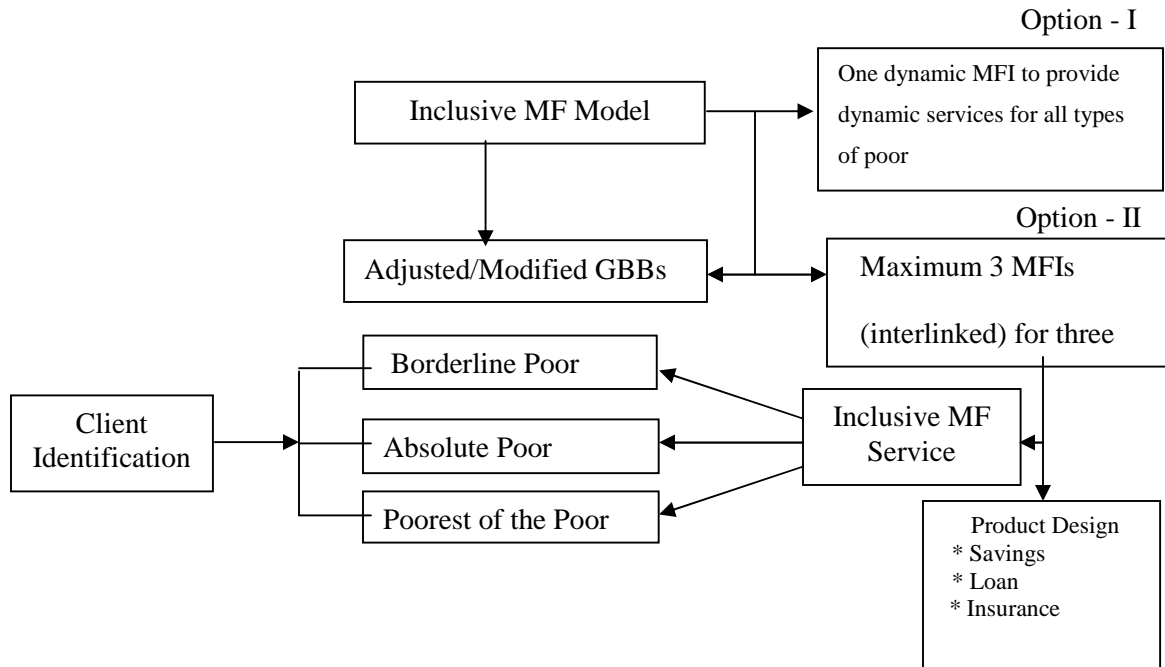 Option - I
One dynamic MFI to provide
dynamic services for all types
of poor
Inclusive MF Model
Option - II
Adjusted/Modified GBBs
Maximum 3 MFIs
(interlinked) for three
Borderline Poor
Client
Identification
Absolute Poor
Inclusive MF
Service
Poorest of the Poor
Product Design
* Savings
* Loan
* Insurance